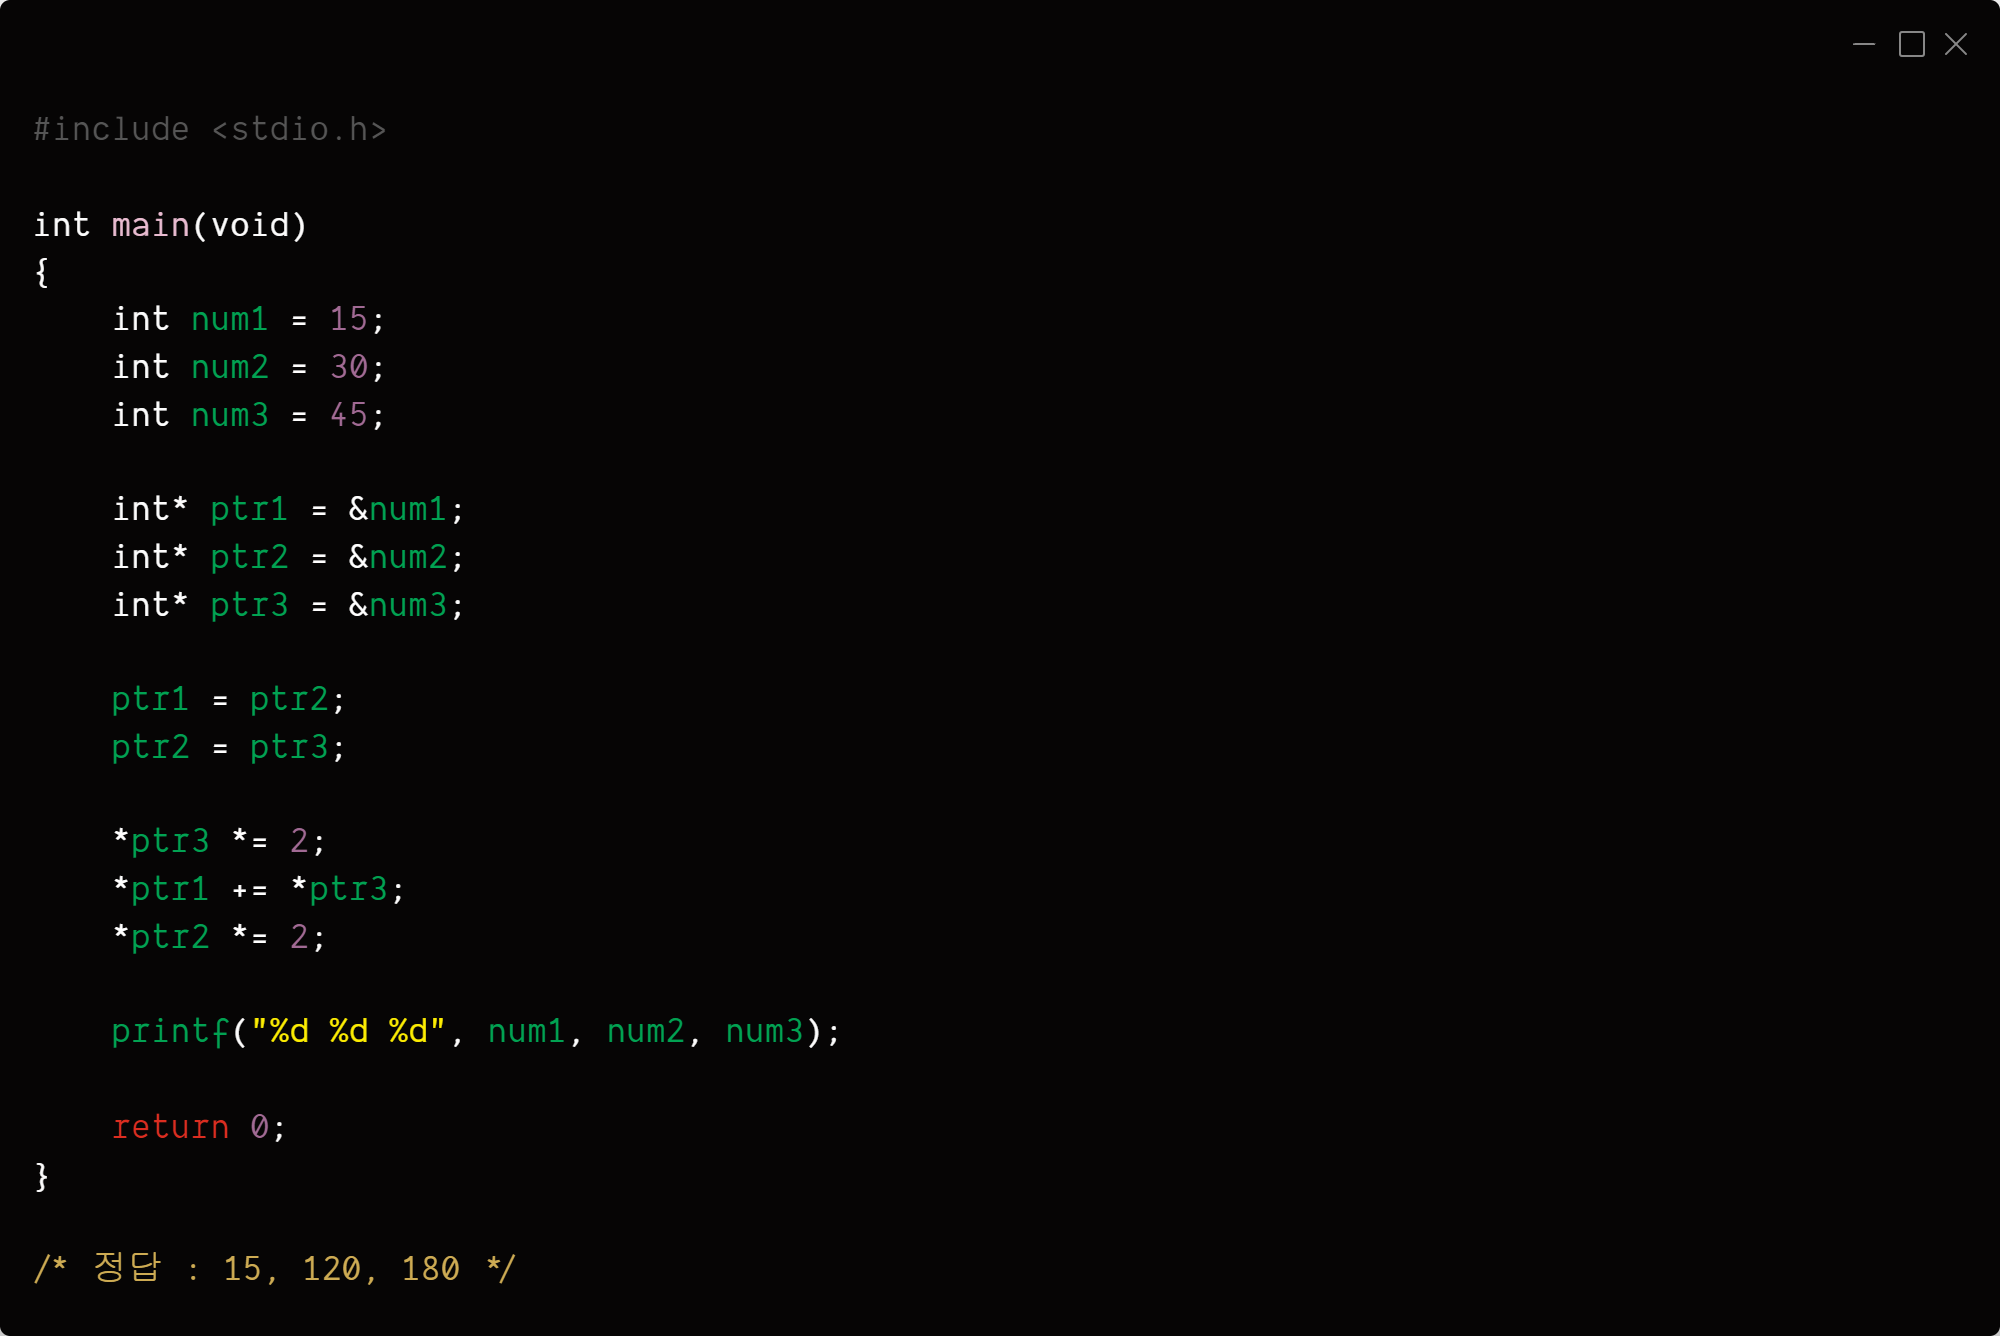 #include <stdio.h>
int main(void)
{
    int num1 = 15;
    int num2 = 30;
    int num3 = 45;
    int* ptr1 = &num1;
    int* ptr2 = &num2;
    int* ptr3 = &num3;
    ptr1 = ptr2;
    ptr2 = ptr3;
    *ptr3 *= 2;
    *ptr1 += *ptr3;
    *ptr2 *= 2;
    printf("%d %d %d", num1, num2, num3);
    return 0;
}
/* 정답 : 15, 120, 180 */